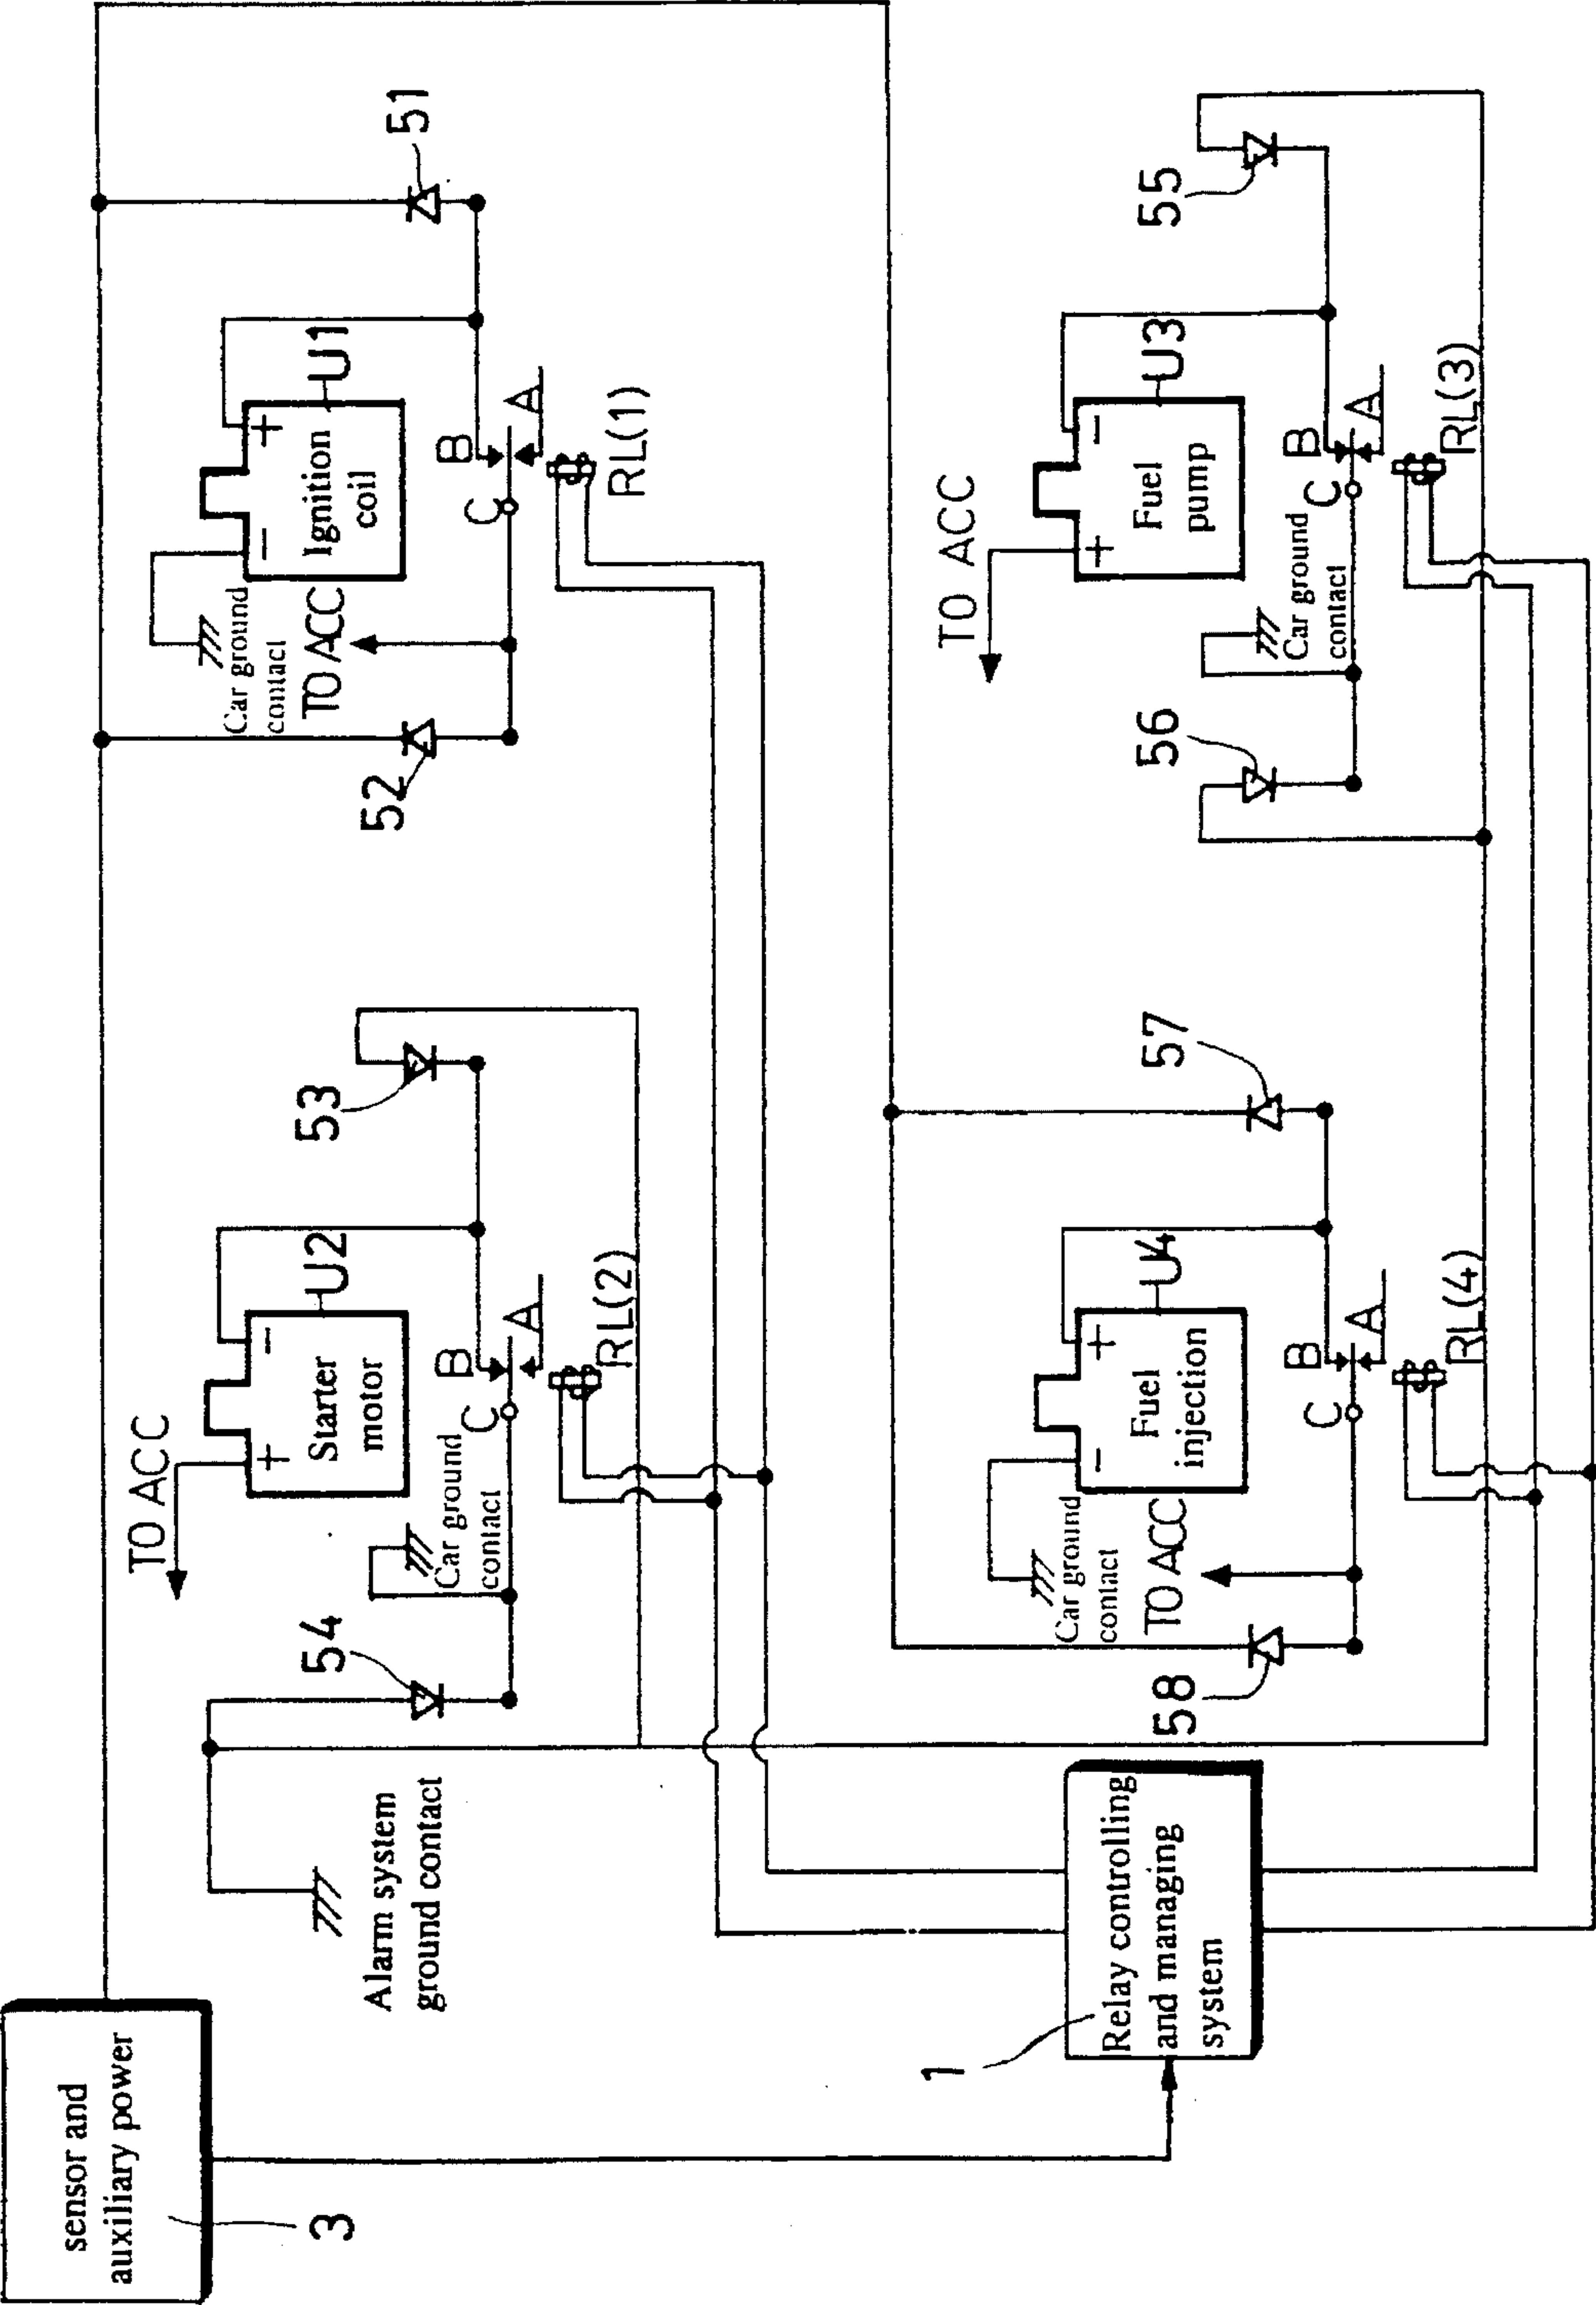 sensor and
auxiliary power
3
Alarm system
ground contact
54
TO ACC
Starter
motor
+
−
U2
53
B
C
A
RL(2)
Car ground
contact
52
Car ground
contact
TO ACC
Ignition
coil
−
+
U1
51
B
C
A
RL(1)
1
Relay controlling
and managing
system
58
Car ground
contact
TO ACC
Fuel
injection
−
+
U4
57
B
C
A
RL(4)
56
TO ACC
Fuel
pump
+
−
U3
55
Car ground
contact
B
C
A
RL(3)